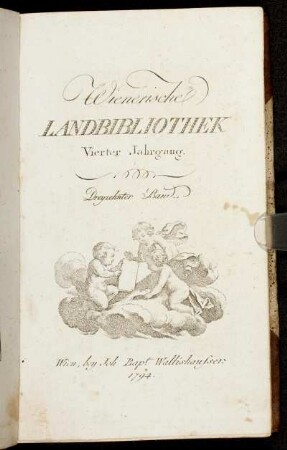 Wienerische
LANDBIBLIOTHEK
Vierter Jahrgang.
Dreyzehnter Band.
Wien, bey Joh. Bapt. Wallishausser.
1794.